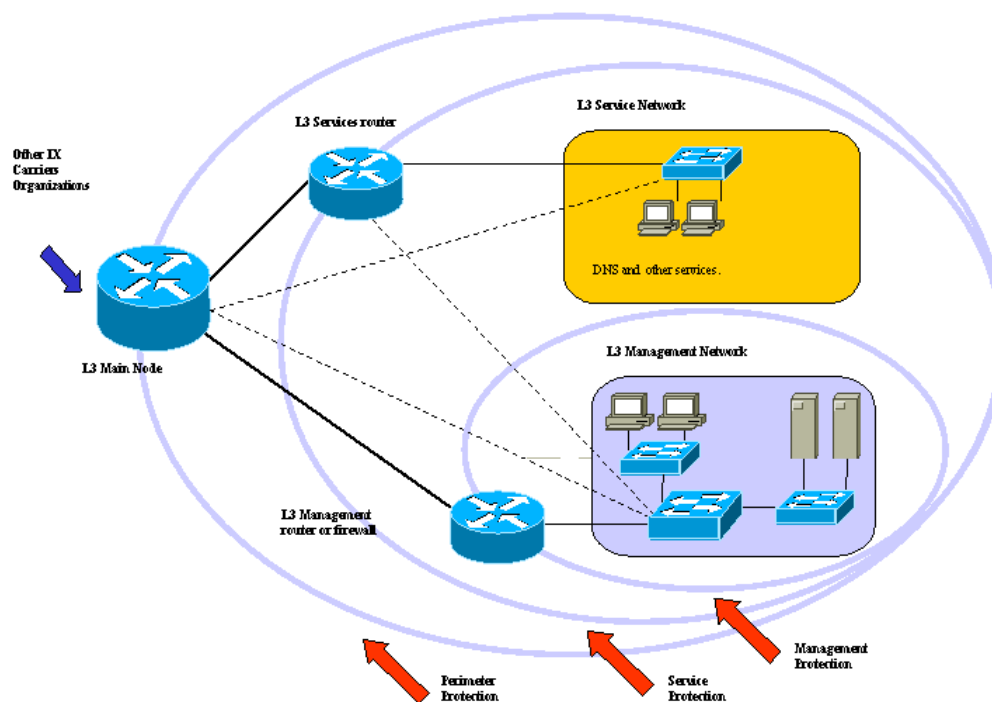 L3 Service Network
L3 Services router
Other IX
Carriers
Organizations
DNS and other services.
L3 Management Network
L3 Main Node
L3 Management
router or firewall
Management
Protection
Perimeter
Protection
Service
Protection